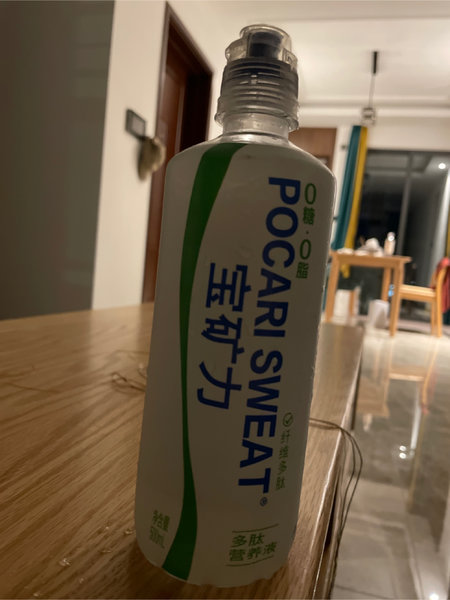 0糖·0脂
POCARI SWEAT®
宝矿力
纤维多肽
多肽
营养液
净含量
500mL